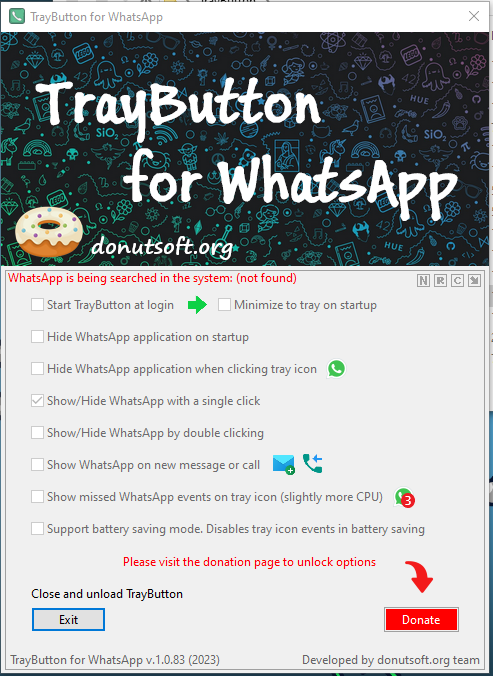 TrayButton for WhatsApp
TrayButton
for WhatsApp
donutsoft.org
WhatsApp is being searched in the system: (not found)
N R C
Start TrayButton at login
Minimize to tray on startup
Hide WhatsApp application on startup
Hide WhatsApp application when clicking tray icon
Show/Hide WhatsApp with a single click
Show/Hide WhatsApp by double clicking
Show WhatsApp on new message or call
Show missed WhatsApp events on tray icon (slightly more CPU)
3
Support battery saving mode. Disables tray icon events in battery saving
Please visit the donation page to unlock options
Close and unload TrayButton
Exit
Donate
TrayButton for WhatsApp v.1.0.83 (2023)
Developed by donutsoft.org team